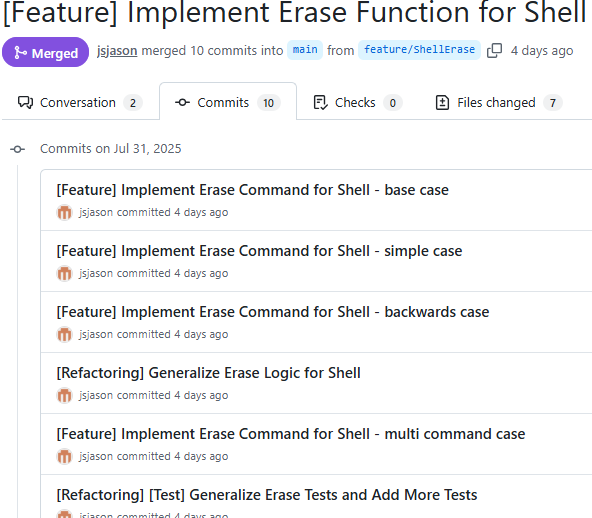 [Feature] Implement Erase Function for Shell
Merged jsjason merged 10 commits into main from feature/ShellErase 4 days ago
Conversation 2 Commits 10 Checks 0 Files changed 7
Commits on Jul 31, 2025
[Feature] Implement Erase Command for Shell - base case
jsjason committed 4 days ago
[Feature] Implement Erase Command for Shell - simple case
jsjason committed 4 days ago
[Feature] Implement Erase Command for Shell - backwards case
jsjason committed 4 days ago
[Refactoring] Generalize Erase Logic for Shell
jsjason committed 4 days ago
[Feature] Implement Erase Command for Shell - multi command case
jsjason committed 4 days ago
[Refactoring] [Test] Generalize Erase Tests and Add More Tests
jsjason committed 4 days ago